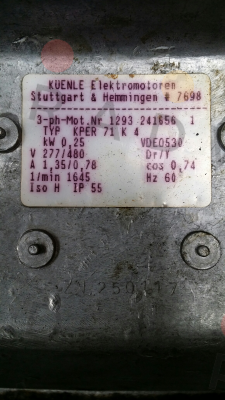 KUENLE Elektromotoren
Stuttgart & Hemmingen # 7698
3-ph-Mot.Nr 1293 241656 1
TYP KPER 71 K 4
kW 0,25 VDE0530
V 277/480 Dr/Y
A 1,35/0,78 cos 0,74
1/min 1645 Hz 60
Iso H IP 55